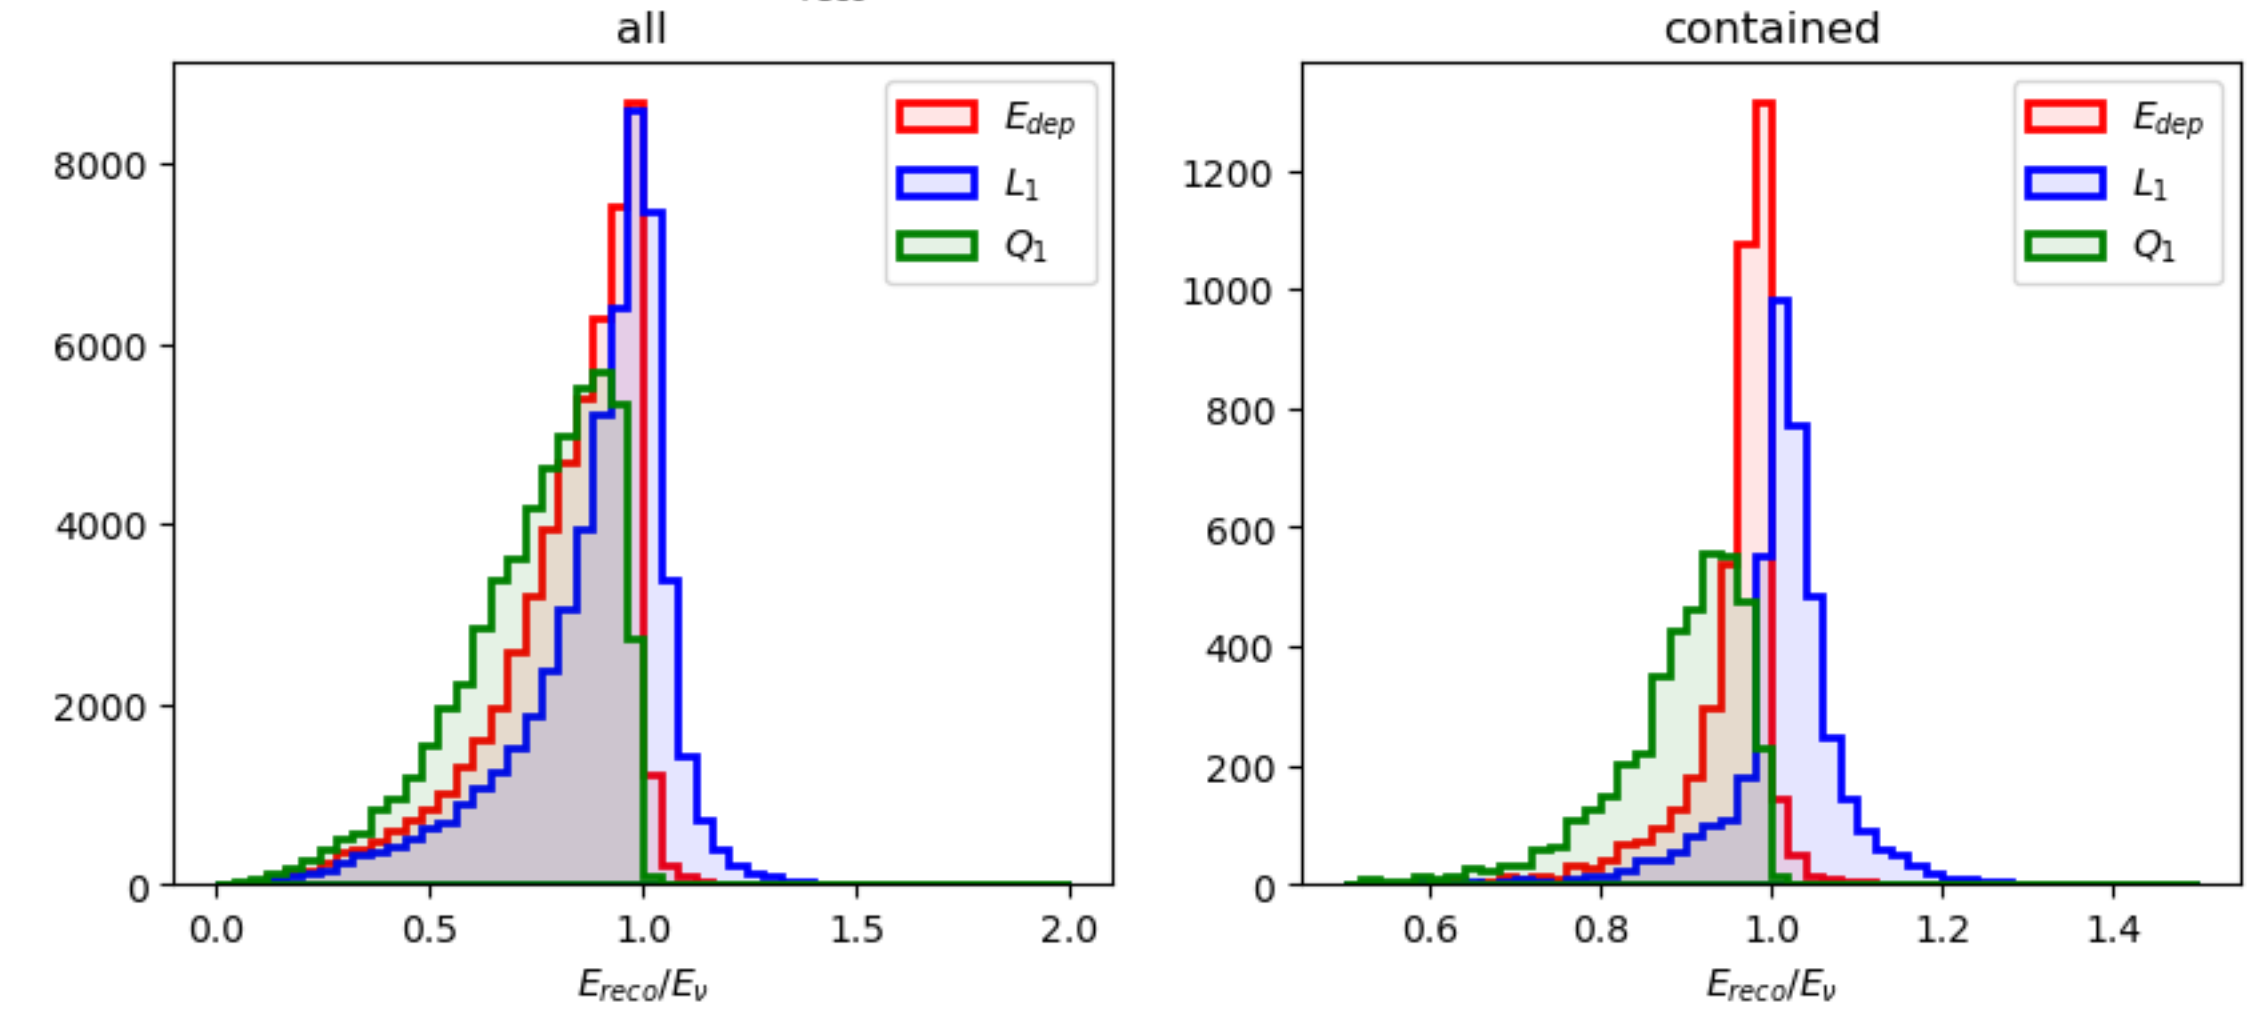 all
8000
6000
4000
2000
0
0.0 0.5 1.0 1.5 2.0
E_reco/E_ν
E_dep
L_1
Q_1
contained
1200
1000
800
600
400
200
0
0.6 0.8 1.0 1.2 1.4
E_reco/E_ν
E_dep
L_1
Q_1